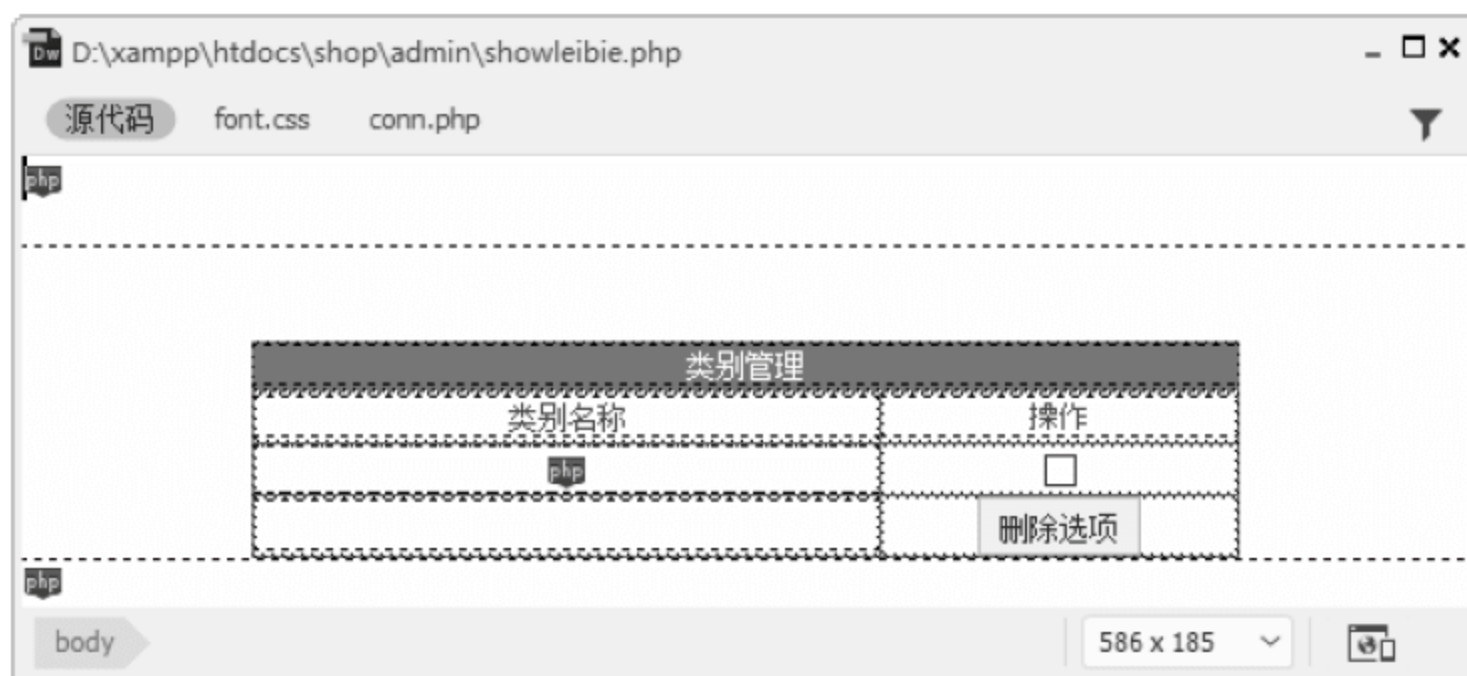 Dw D:\xampp\htdocs\shop\admin\showleibie.php
源代码 font.css conn.php
php
类别管理
类别名称 操作
php
删除选项
php
body 586 x 185